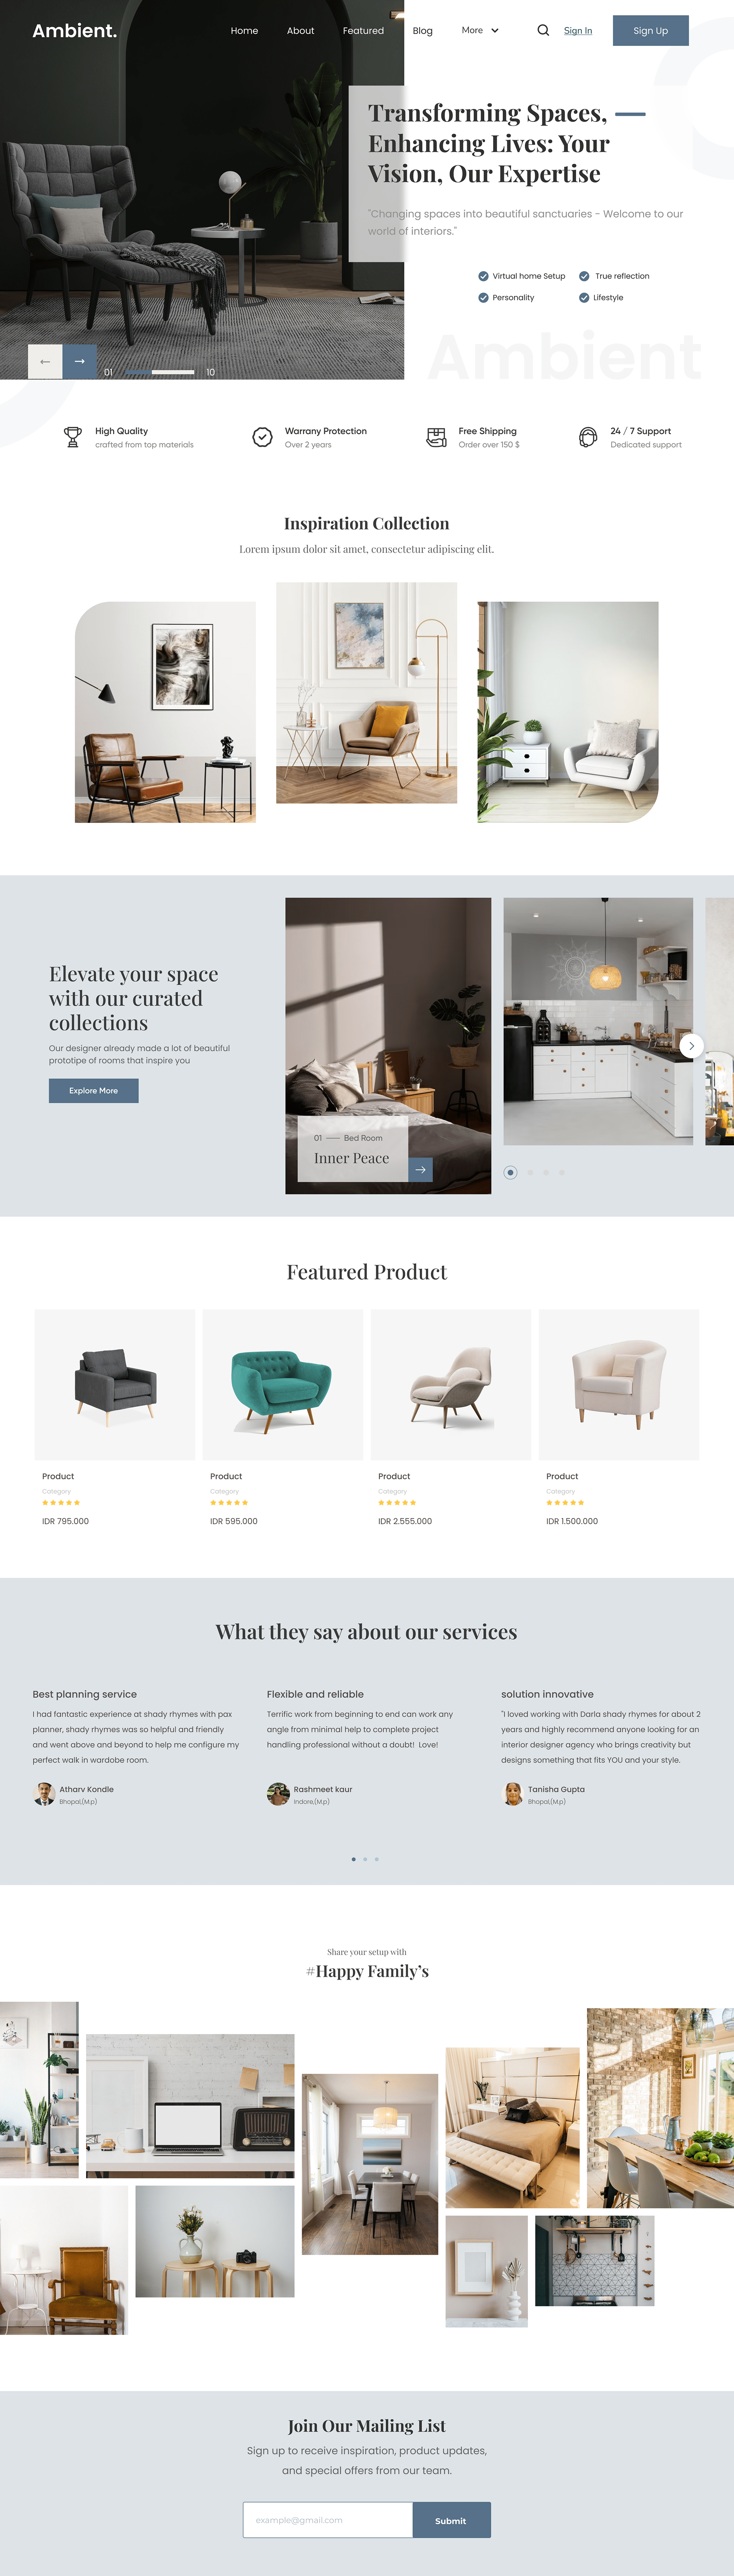 Ambient.
Home About Featured Blog More Sign In Sign Up
Transforming Spaces,
Enhancing Lives: Your
Vision, Our Expertise
"Changing spaces into beautiful sanctuaries - Welcome to our
world of interiors."
Virtual home Setup True reflection
Personality Lifestyle
Ambient
01 10
High Quality
crafted from top materials
Warrany Protection
Over 2 years
Free Shipping
Order over 150 $
24 / 7 Support
Dedicated support
Inspiration Collection
Lorem ipsum dolor sit amet, consectetur adipiscing elit.
Elevate your space
with our curated
collections
Our designer already made a lot of beautiful
prototipe of rooms that inspire you
Explore More
01 Bed Room
Inner Peace
Featured Product
Product
Category
IDR 795.000
Product
Category
IDR 595.000
Product
Category
IDR 2.555.000
Product
Category
IDR 1.500.000
What they say about our services
Best planning service
I had fantastic experience at shady rhymes with pax
planner, shady rhymes was so helpful and friendly
and went above and beyond to help me configure my
perfect walk in wardobe room.
Atharv Kondle
Bhopal,(M.p)
Flexible and reliable
Terrific work from beginning to end can work any
angle from minimal help to complete project
handling professional without a doubt! Love!
Rashmeet kaur
Indore,(M.p)
solution innovative
"I loved working with Darla shady rhymes for about 2
years and highly recommend anyone looking for an
interior designer agency who brings creativity but
designs something that fits YOU and your style.
Tanisha Gupta
Bhopal,(M.p)
Share your setup with
#Happy Family's
Join Our Mailing List
Sign up to receive inspiration, product updates,
and special offers from our team.
example@gmail.com
Submit